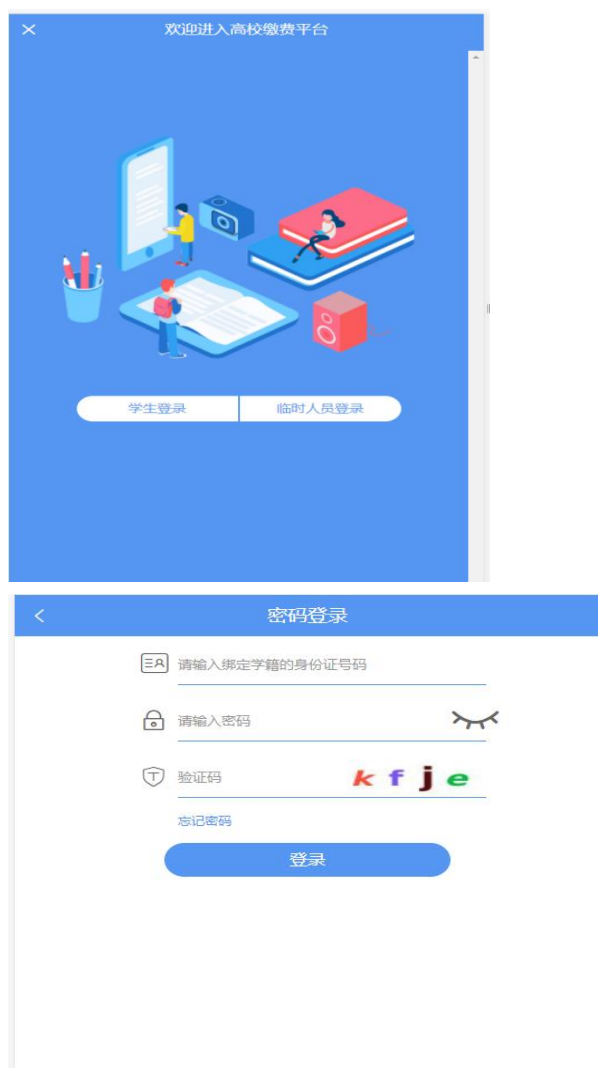 欢迎进入高校缴费平台
学生登录 临时人员登录
密码登录
请输入绑定学籍的身份证号码
请输入密码
验证码 k f j e
忘记密码
登录